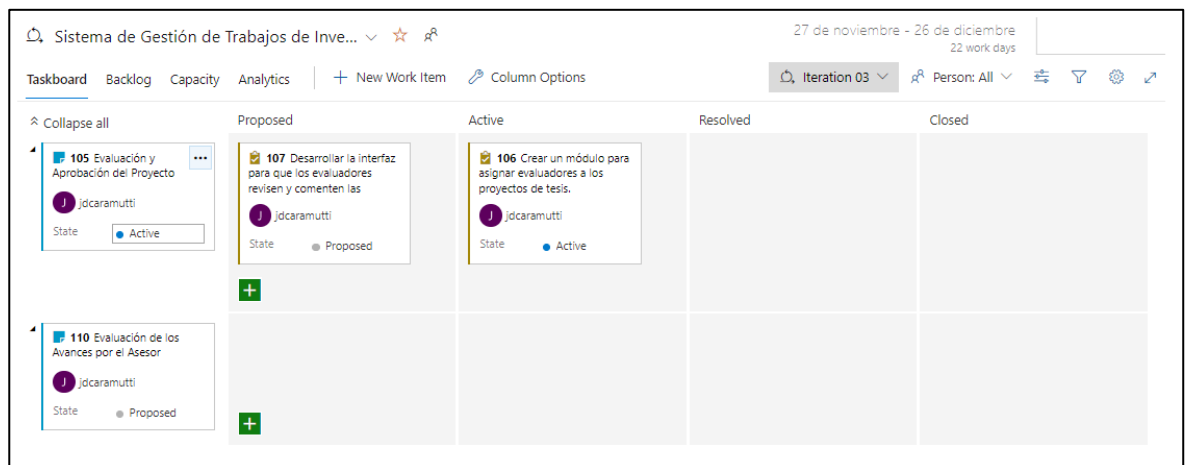 Sistema de Gestión de Trabajos de Inve...
27 de noviembre - 26 de diciembre
22 work days
Taskboard Backlog Capacity Analytics New Work Item Column Options Iteration 03 Person: All
Collapse all Proposed Active Resolved Closed
105 Evaluación y
Aprobación del Proyecto
J jdcaramutti
State Active
107 Desarrollar la interfaz
para que los evaluadores
revisen y comenten las
J jdcaramutti
State Proposed
106 Crear un módulo para
asignar evaluadores a los
proyectos de tesis.
J jdcaramutti
State Active
110 Evaluación de los
Avances por el Asesor
J jdcaramutti
State Proposed